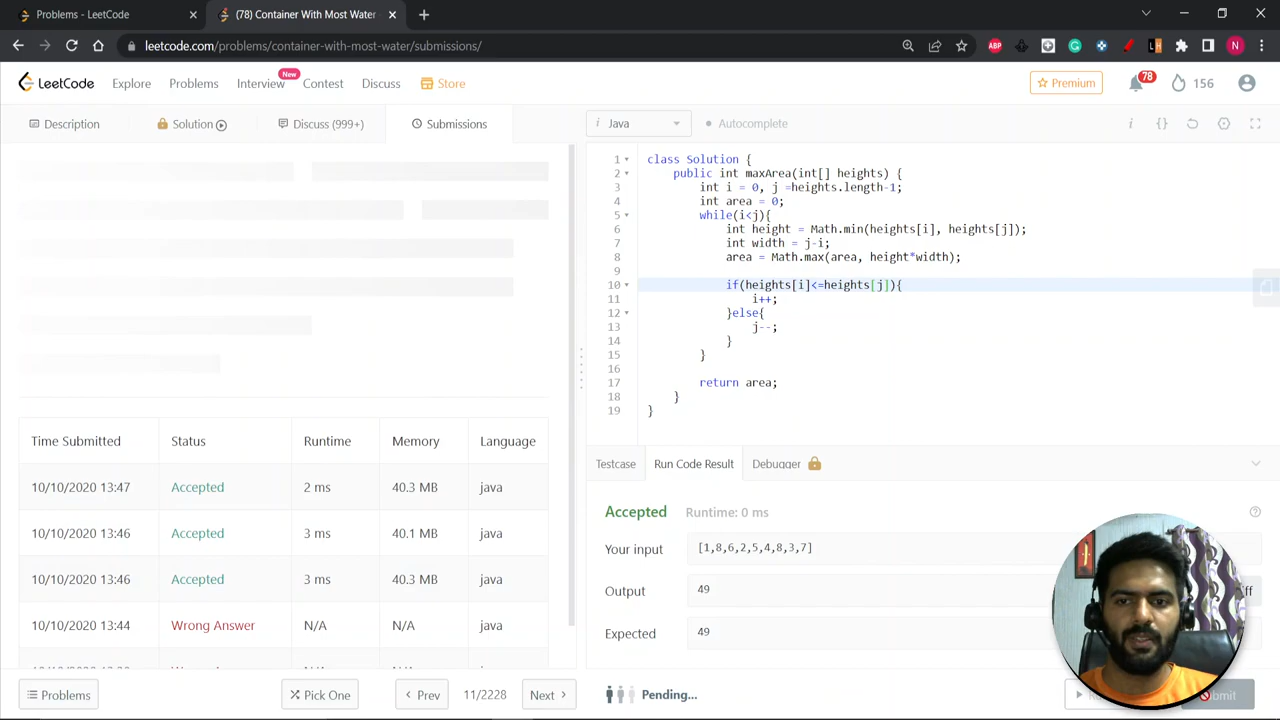 Problems - LeetCode
(78) Container With Most Water
leetcode.com/problems/container-with-most-water/submissions/
ABP
LH
N
LeetCode
Explore
Problems
Interview
New
Contest
Discuss
Store
Premium
78
156
Description
Solution
Discuss (999+)
Submissions
i Java
Autocomplete
1 class Solution {
2 public int maxArea(int[] heights) {
3 int i = 0, j =heights.length-1;
4 int area = 0;
5 while(i<j){
6 int height = Math.min(heights[i], heights[j]);
7 int width = j-i;
8 area = Math.max(area, height*width);
9
10 if(heights[i]<=heights[j]){
11 i++;
12 }else{
13 j--;
14 }
15 }
16
17 return area;
18 }
19 }
Time Submitted Status Runtime Memory Language
10/10/2020 13:47 Accepted 2 ms 40.3 MB java
10/10/2020 13:46 Accepted 3 ms 40.1 MB java
10/10/2020 13:46 Accepted 3 ms 40.3 MB java
10/10/2020 13:44 Wrong Answer N/A N/A java
Testcase
Run Code Result
Debugger
Accepted Runtime: 0 ms
Your input [1,8,6,2,5,4,8,3,7]
Output 49
ff
Expected 49
Problems
Pick One
Prev
11/2228
Next
Pending...